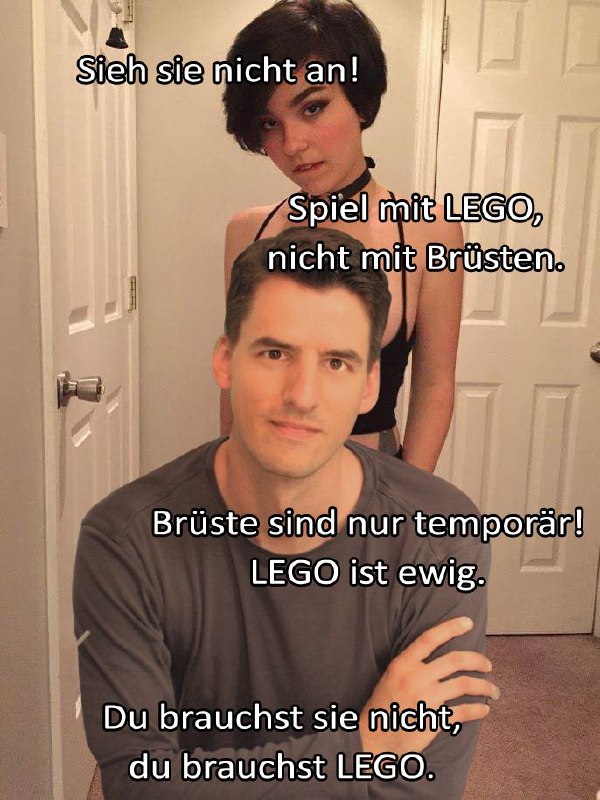 Sieh sie nicht an!
Spiel mit LEGO,
nicht mit Brüsten.
Brüste sind nur temporär!
LEGO ist ewig.
Du brauchst sie nicht,
du brauchst LEGO.